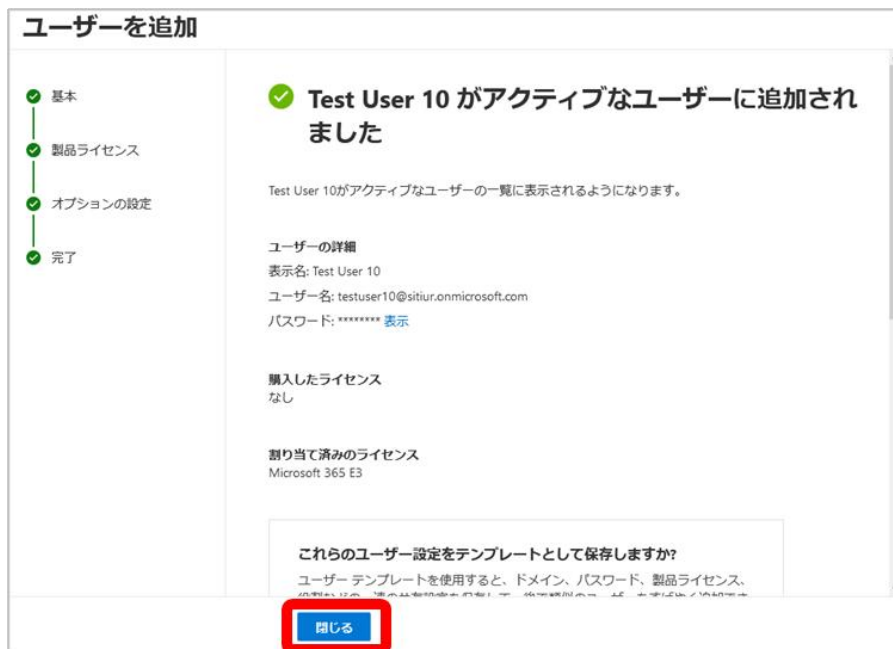 ユーザーを追加
基本
製品ライセンス
オプションの設定
完了
Test User 10 がアクティブなユーザーに追加され
ました
Test User 10がアクティブなユーザーの一覧に表示されるようになります。
ユーザーの詳細
表示名: Test User 10
ユーザー名: testuser10@sitiur.onmicrosoft.com
パスワード: ******** 表示
購入したライセンス
なし
割り当て済みのライセンス
Microsoft 365 E3
これらのユーザー設定をテンプレートとして保存しますか?
ユーザー テンプレートを使用すると、ドメイン、パスワード、製品ライセンス、
閉じる